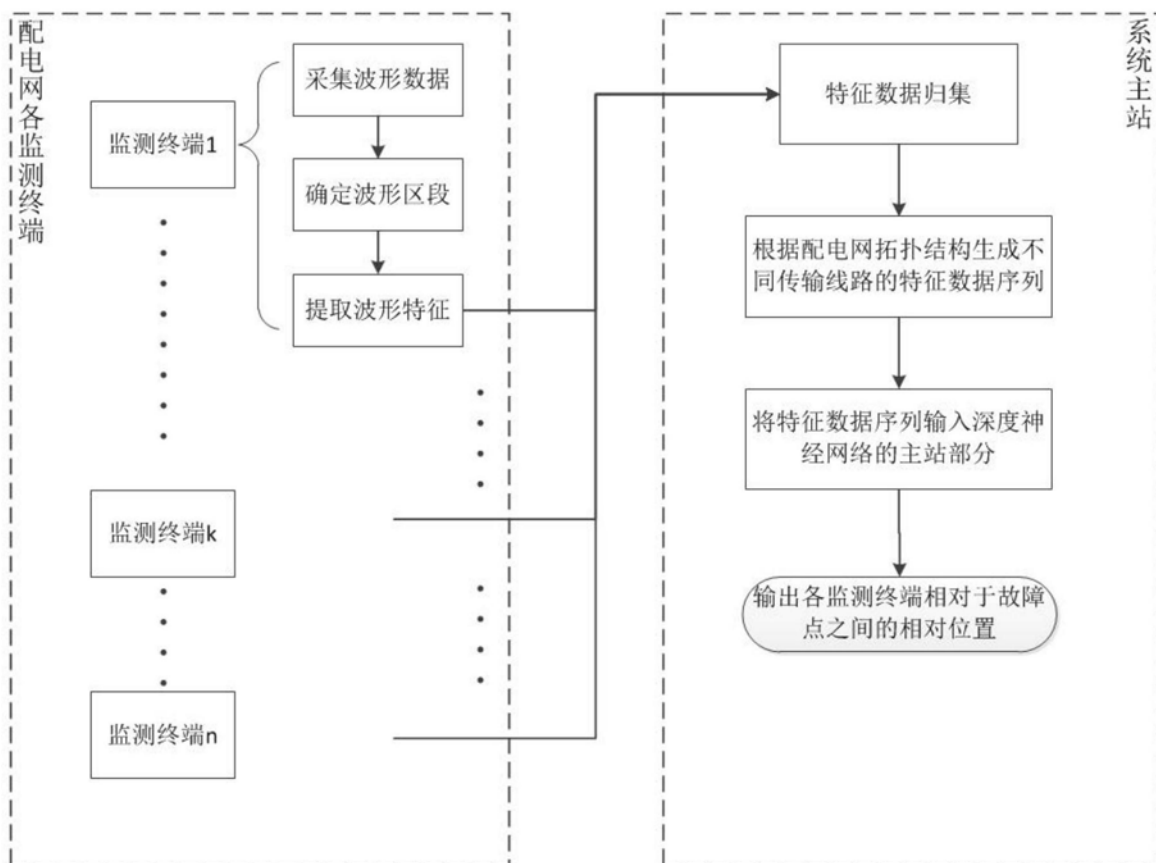 配电网各监测终端
监测终端1
采集波形数据
确定波形区段
提取波形特征
监测终端k
监测终端n
系统主站
特征数据归集
根据配电网拓扑结构生成不
同传输线路的特征数据序列
将特征数据序列输入深度神
经网络的主站部分
输出各监测终端相对于故障
点之间的相对位置